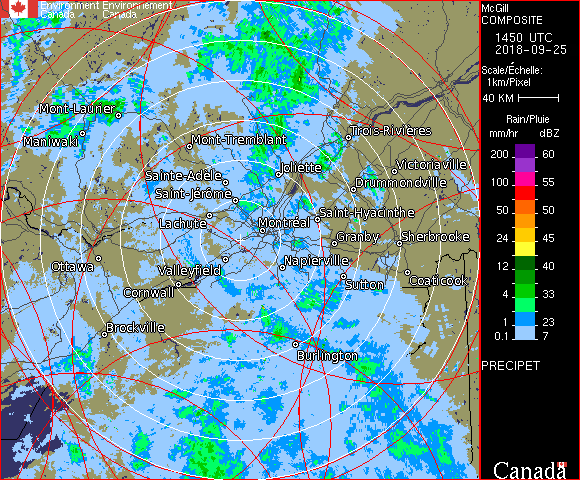 Environment Environnement
Canada Canada
McGill
COMPOSITE
1450 UTC
2018-09-25
Scale/Échelle:
1km/Pixel
40 KM
Rain/Pluie
mm/hr dBZ
200 60
100 55
50 50
24 45
12 40
4 33
1 23
0.1 7
PRECIPET
Canada
Mont-Laurier
Maniwaki
Mont-Tremblant
Trois-Rivières
Joliette
Victoriaville
Sainte-Adèle
Drummondville
Saint-Jérôme
Saint-Hyacinthe
Lachute
Montréal
Granby
Sherbrooke
Ottawa
Valleyfield
Napierville
Sutton
Coaticook
Cornwall
Brockville
Burlington